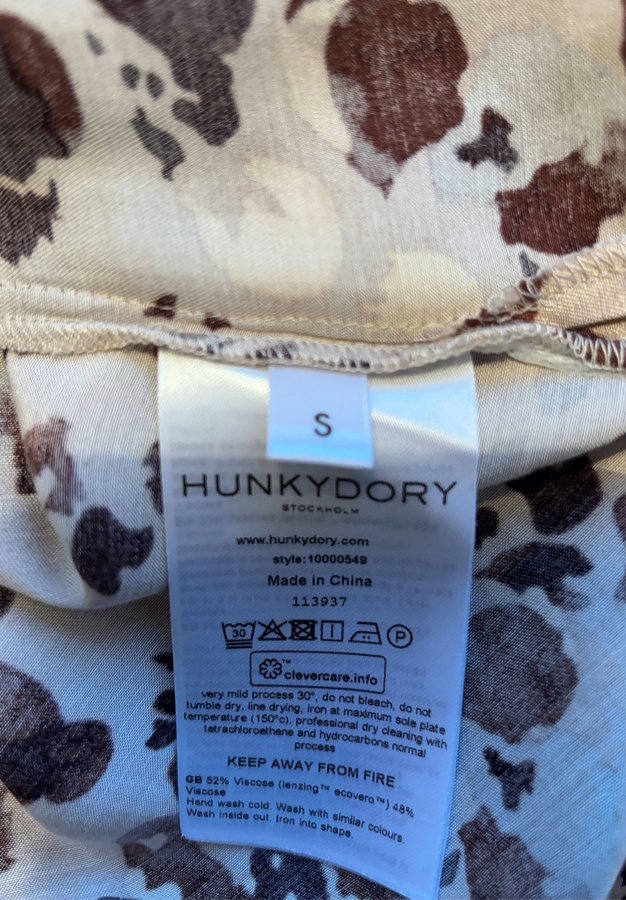 S
HUNKYDORY
STOCKHOLM
www.hunkydory.com
style:10000549
Made in China
113937
30 P
™ clevercare.info
very mild process 30°, do not bleach, do not
tumble dry, line drying, iron at maximum sole plate
temperature (150°c), professional dry cleaning with
tetrachloroethene and hydrocarbons normal
process
KEEP AWAY FROM FIRE
GB 52% Viscose (lenzing™ ecovero™) 48%
Viscose
Hand wash cold. Wash with similar colours.
Wash inside out. Iron into shape.